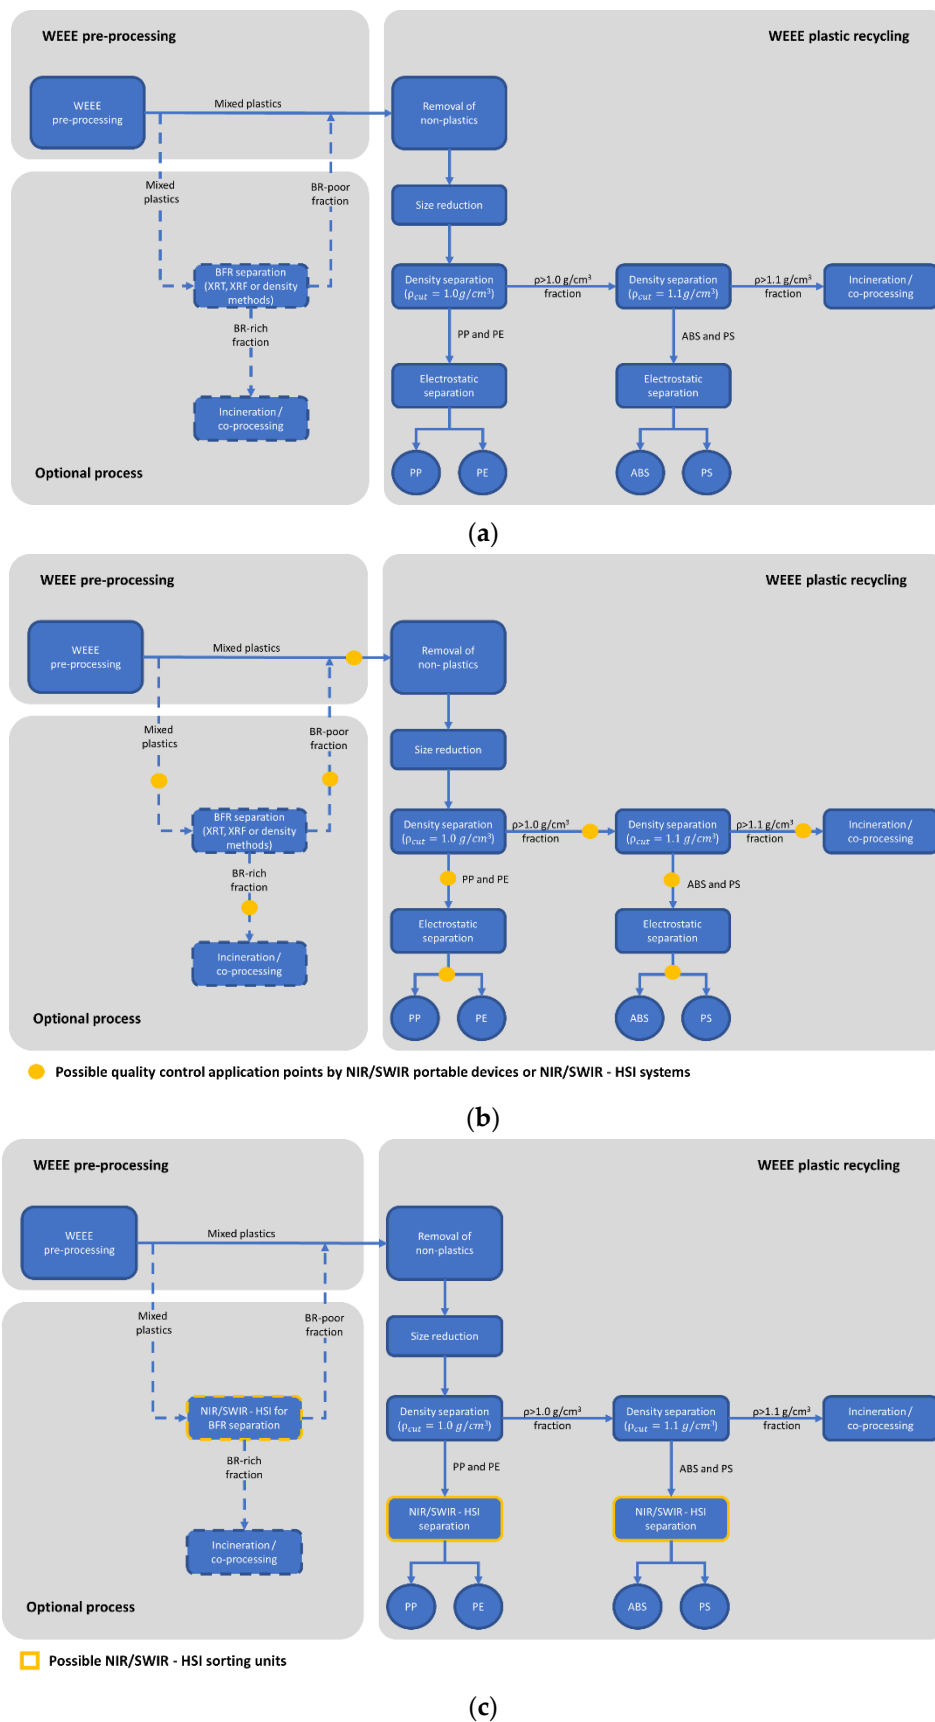 WEEE pre-processing
WEEE plastic recycling
WEEE
pre-processing
Mixed plastics
Removal of
non-plastics
Mixed
plastics
BR-poor
fraction
Size reduction
BFR separation
(XRT, XRF or density
methods)
Density separation
(ρcut = 1.0g/cm³)
ρ>1.0 g/cm³
fraction
Density separation
(ρcut = 1.1g/cm³)
ρ>1.1 g/cm³
fraction
Incineration /
co-processing
BR-rich
fraction
PP and PE
ABS and PS
Electrostatic
separation
Electrostatic
separation
Incineration /
co-processing
Optional process
PP
PE
ABS
PS
(a)
WEEE pre-processing
WEEE plastic recycling
WEEE
pre-processing
Mixed plastics
Removal of
non- plastics
Mixed
plastics
BR-poor
fraction
Size reduction
BFR separation
(XRT, XRF or density
methods)
Density separation
(ρcut = 1.0 g/cm³)
ρ>1.0 g/cm³
fraction
Density separation
(ρcut = 1.1 g/cm³)
ρ>1.1 g/cm³
fraction
Incineration /
co-processing
BR-rich
fraction
PP and PE
ABS and PS
Electrostatic
separation
Electrostatic
separation
Incineration /
co-processing
Optional process
PP
PE
ABS
PS
Possible quality control application points by NIR/SWIR portable devices or NIR/SWIR - HSI systems
(b)
WEEE pre-processing
WEEE plastic recycling
WEEE
pre-processing
Mixed plastics
Removal of
non-plastics
Mixed
plastics
BR-poor
fraction
Size reduction
NIR/SWIR - HSI for
BFR separation
Density separation
(ρcut = 1.0 g/cm³)
ρ>1.0 g/cm³
fraction
Density separation
(ρcut = 1.1 g/cm³)
ρ>1.1 g/cm³
fraction
Incineration /
co-processing
BR-rich
fraction
PP and PE
ABS and PS
NIR/SWIR - HSI
separation
NIR/SWIR - HSI
separation
Incineration /
co-processing
Optional process
PP
PE
ABS
PS
Possible NIR/SWIR - HSI sorting units
(c)